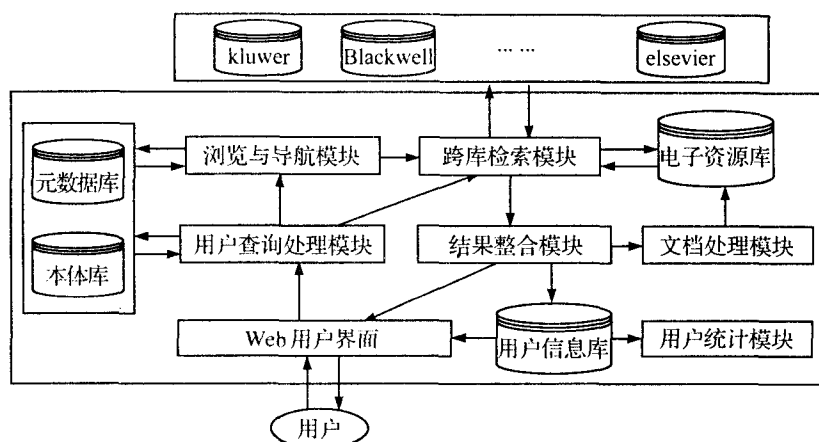 kluwer
Blackwell
... ...
elsevier
浏览与导航模块
跨库检索模块
电子资源库
元数据库
用户查询处理模块
结果整合模块
文档处理模块
本体库
Web 用户界面
用户信息库
用户统计模块
用户